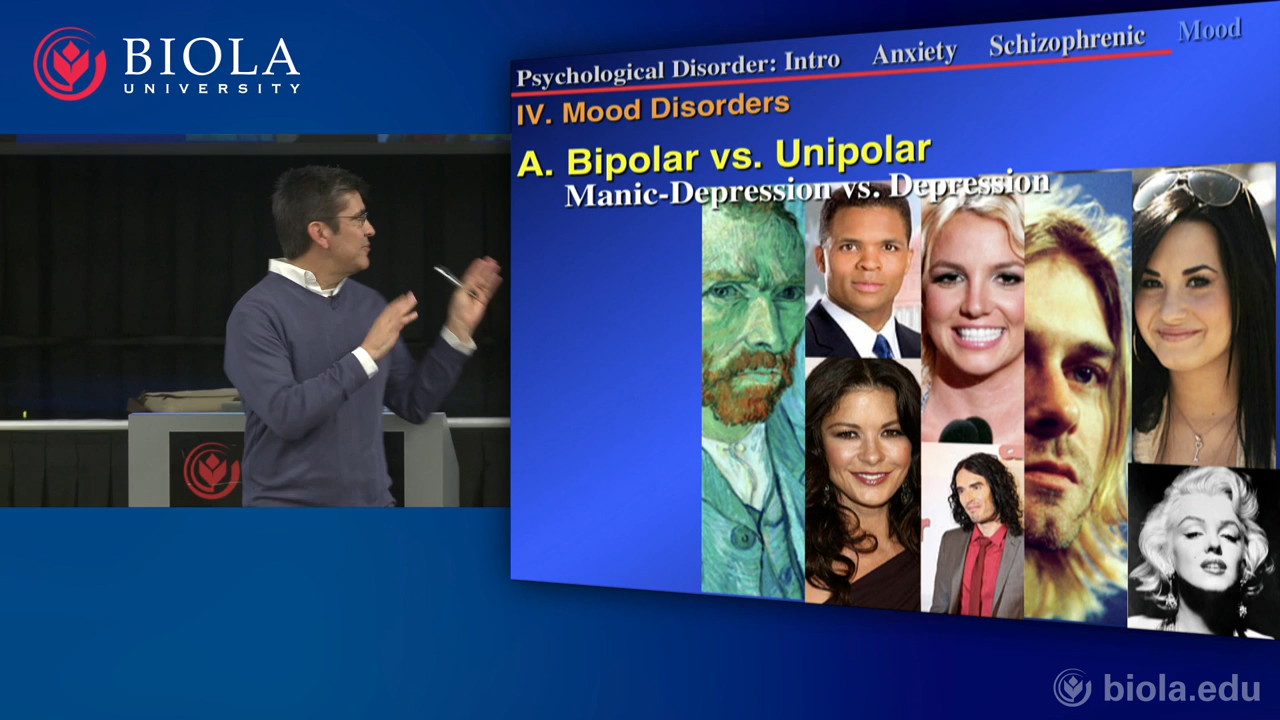 BIOLA
UNIVERSITY
Psychological Disorder: Intro Anxiety Schizophrenic Mood
IV. Mood Disorders
A. Bipolar vs. Unipolar
Manic-Depression vs. Depression
biola.edu